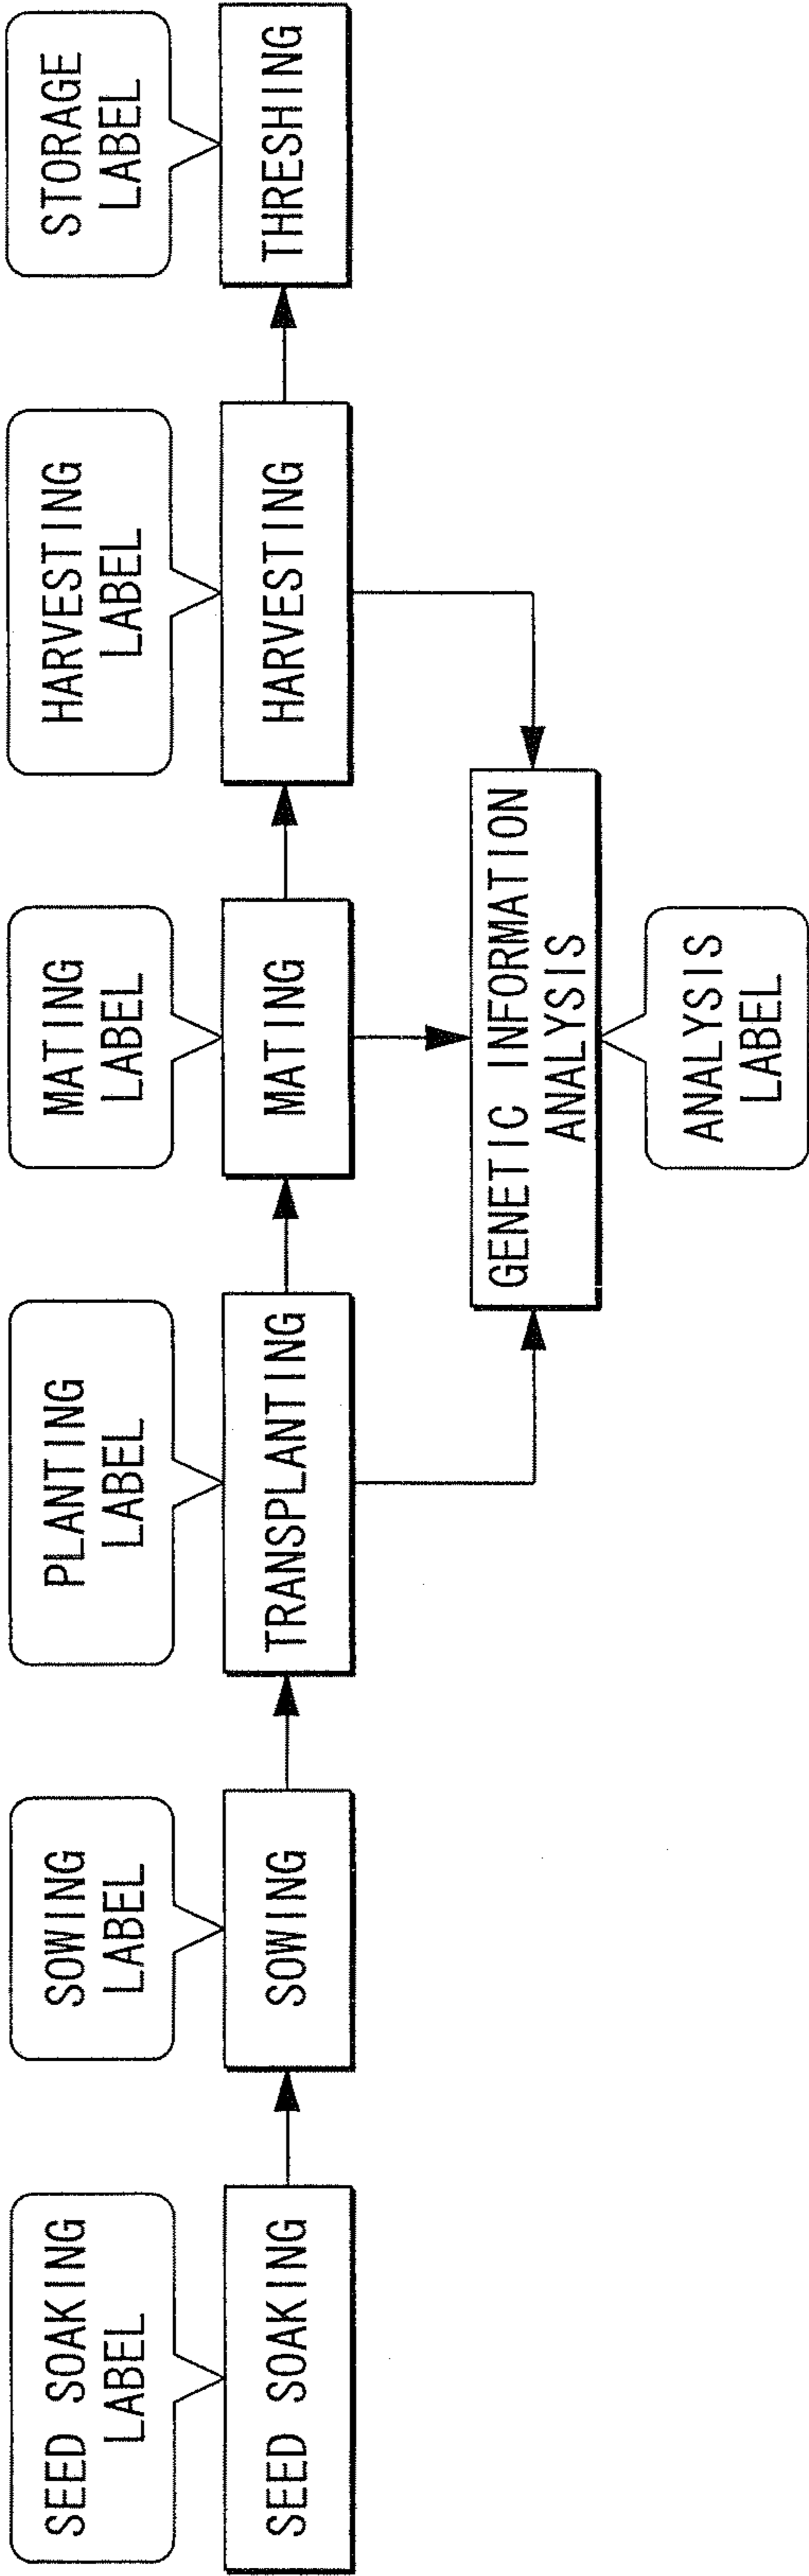 SEED SOAKING
LABEL
SOWING
LABEL
PLANTING
LABEL
MATING
LABEL
HARVESTING
LABEL
STORAGE
LABEL
SEED SOAKING
SOWING
TRANSPLANTING
MATING
HARVESTING
THRESHING
GENETIC INFORMATION
ANALYSIS
ANALYSIS
LABEL